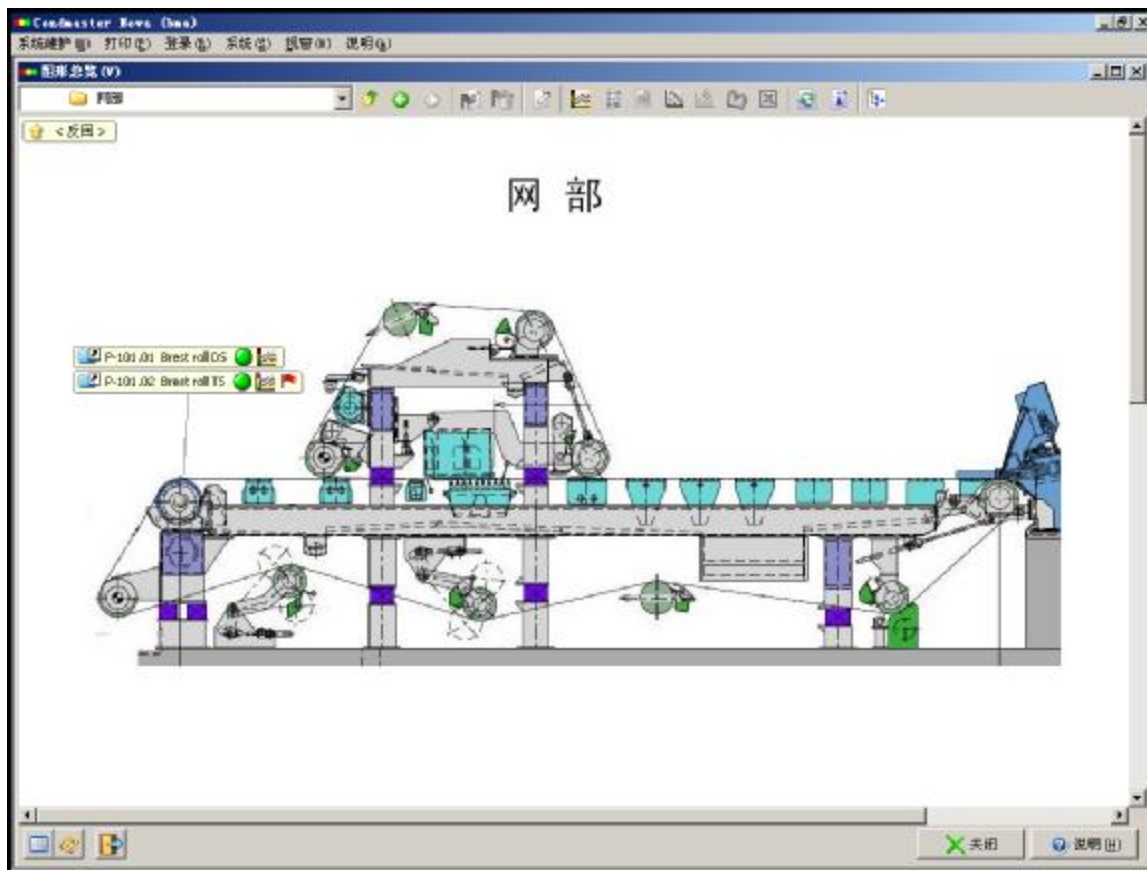 Condmaster Nova (hma)
系统维护(W) 打印(P) 登录(L) 系统(S) 视窗(W) 说明(H)
图形总览(V)
网部
<返回>
网 部
P-101.01 Brest roll DS
P-101.02 Brest roll TS
关闭
说明(H)